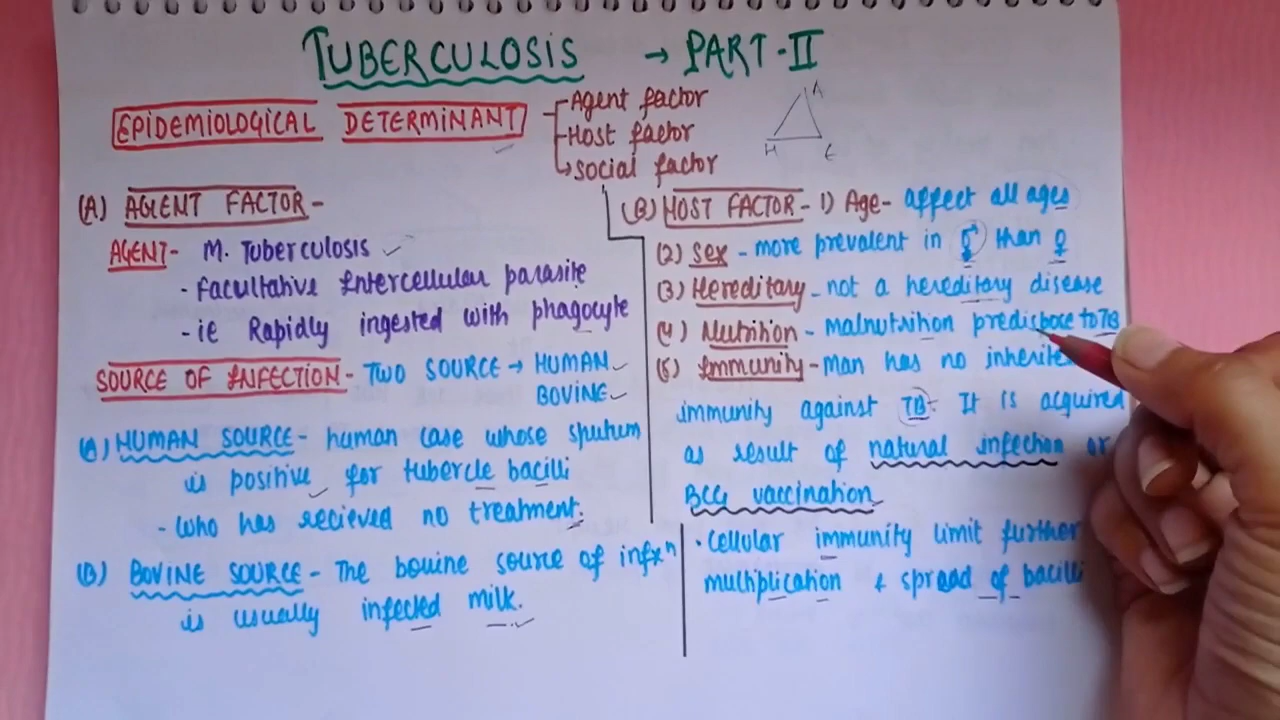 TUBERCULOSIS → PART-II
EPIDEMIOLOGICAL DETERMINANT
Agent factor
Host factor
Social factor
A
H
E
(A) AGENT FACTOR-
AGENT- M. Tuberculosis
- Facultative Intercellular parasite
- ie Rapidly ingested with phagocyte
SOURCE OF INFECTION - TWO SOURCE → HUMAN
BOVINE
(A) HUMAN SOURCE - human case whose sputum
is positive for tubercle bacilli
- who has recieved no treatment.
(B) BOVINE SOURCE - The bovine source of infxⁿ
is usually infected milk.
(B) HOST FACTOR - 1) Age- affect all ages
(2) Sex - more prevalent in ♂ than ♀
(3) Hereditary - not a hereditary disease
(4) Nutrition - malnutrition predispose to TB
(5) Immunity - man has no
immunity against TB. It is acquired
as result of natural infection or
BCG vaccination
• Cellular immunity limit further
multiplication + spread of bacilli